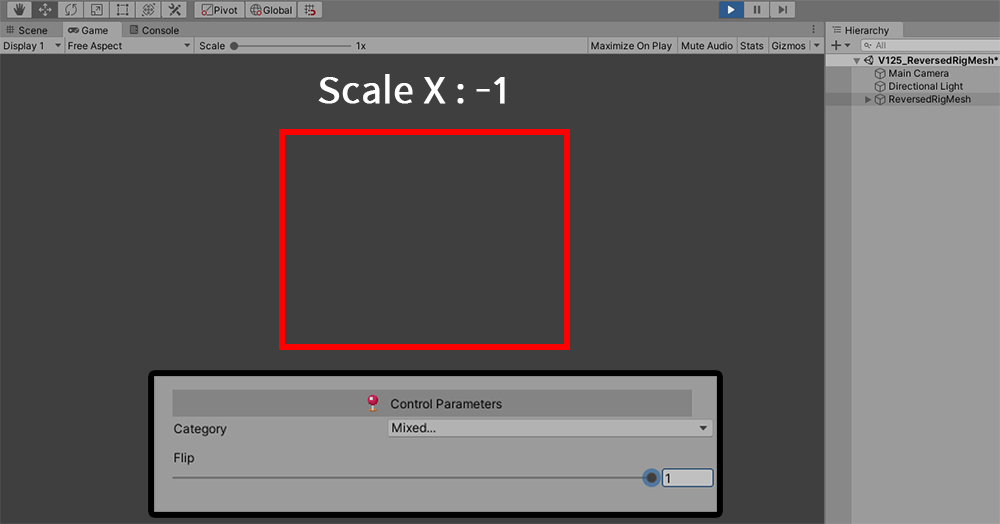 Pivot Global
Scene Game Console Hierarchy
Display 1 Free Aspect Scale 1x Maximize On Play Mute Audio Stats Gizmos All
V125_ReversedRigMesh*
Main Camera
Directional Light
ReversedRigMesh
Scale X : -1
Control Parameters
Category Mixed...
Flip
1